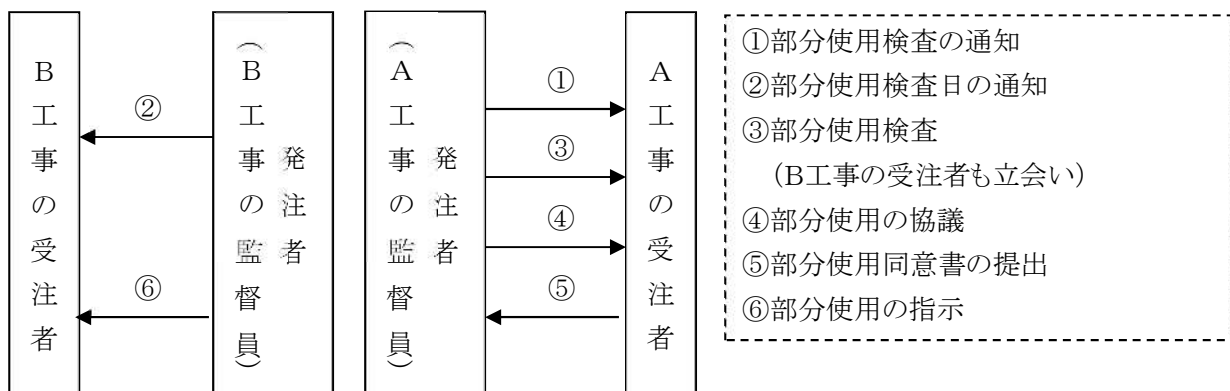 B工事の受注者
②
⑥
発注者
（B工事の監督員）
発注者
（A工事の監督員）
①
③
④
⑤
A工事の受注者
①部分使用検査の通知
②部分使用検査日の通知
③部分使用検査
（B工事の受注者も立会い）
④部分使用の協議
⑤部分使用同意書の提出
⑥部分使用の指示